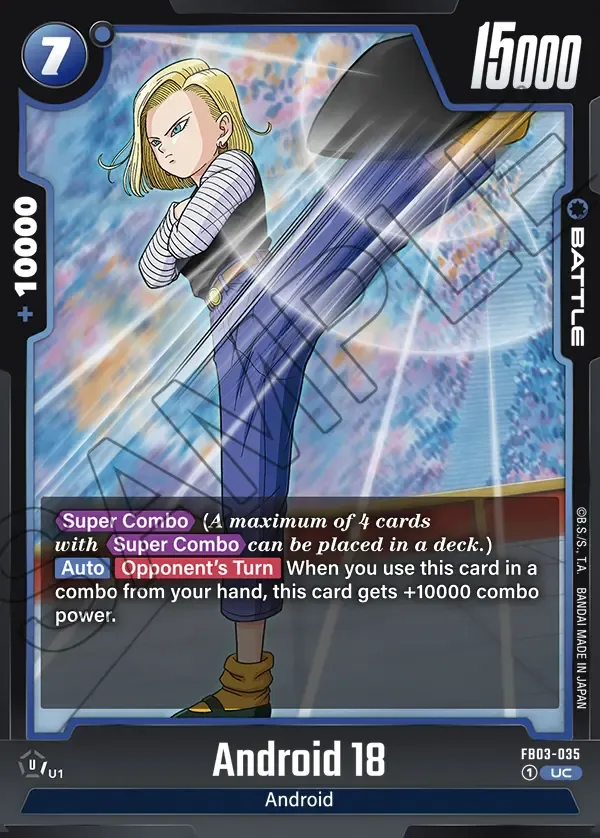 7
15000
+ 10000
BATTLE
SAMPLE
Super Combo (A maximum of 4 cards
with Super Combo can be placed in a deck.)
Auto Opponent's Turn When you use this card in a
combo from your hand, this card gets +10000 combo
power.
©B.S./S., T.A. BANDAI MADE IN JAPAN
U/U1
Android 18
FB03-035
1 UC
Android